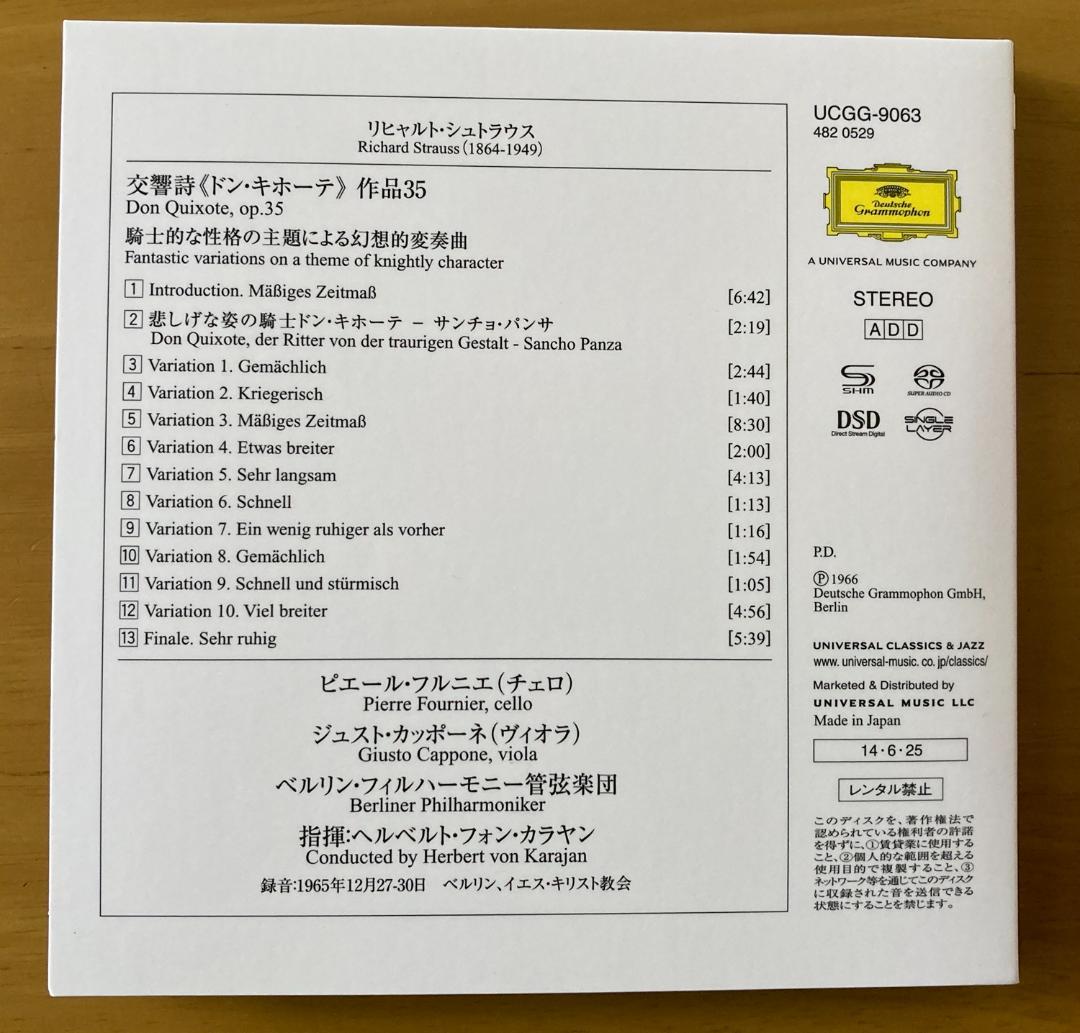 リヒャルト・シュトラウス
Richard Strauss (1864-1949)
交響詩《ドン・キホーテ》 作品35
Don Quixote, op.35
騎士的な性格の主題による幻想的変奏曲
Fantastic variations on a theme of knightly character
1 Introduction. Mäßiges Zeitmaß [6:42]
2 悲しげな姿の騎士ドン・キホーテ − サンチョ・パンサ [2:19]
Don Quixote, der Ritter von der traurigen Gestalt - Sancho Panza
3 Variation 1. Gemächlich [2:44]
4 Variation 2. Kriegerisch [1:40]
5 Variation 3. Mäßiges Zeitmaß [8:30]
6 Variation 4. Etwas breiter [2:00]
7 Variation 5. Sehr langsam [4:13]
8 Variation 6. Schnell [1:13]
9 Variation 7. Ein wenig ruhiger als vorher [1:16]
10 Variation 8. Gemächlich [1:54]
11 Variation 9. Schnell und stürmisch [1:05]
12 Variation 10. Viel breiter [4:56]
13 Finale. Sehr ruhig [5:39]
ピエール・フルニエ(チェロ)
Pierre Fournier, cello
ジュスト・カッポーネ(ヴィオラ)
Giusto Cappone, viola
ベルリン・フィルハーモニー管弦楽団
Berliner Philharmoniker
指揮:ヘルベルト・フォン・カラヤン
Conducted by Herbert von Karajan
録音:1965年12月27-30日 ベルリン、イエス・キリスト教会
UCGG-9063
482 0529
Deutsche
Grammophon
A UNIVERSAL MUSIC COMPANY
STEREO
ADD
SHM
SUPER AUDIO CD
DSD
Direct Stream Digital
SINGLE
LAYER
P.D.
Ⓟ1966
Deutsche Grammophon GmbH,
Berlin
UNIVERSAL CLASSICS & JAZZ
www. universal-music. co. jp/classics/
Marketed & Distributed by
UNIVERSAL MUSIC LLC
Made in Japan
14・6・25
レンタル禁止
このディスクを、著作権法で
認められている権利者の許諾
を得ずに、①賃貸業に使用する
こと、②個人的な範囲を超える
使用目的で複製すること、③
ネットワーク等を通じてこのディスク
に収録された音を送信できる
状態にすることを禁じます。